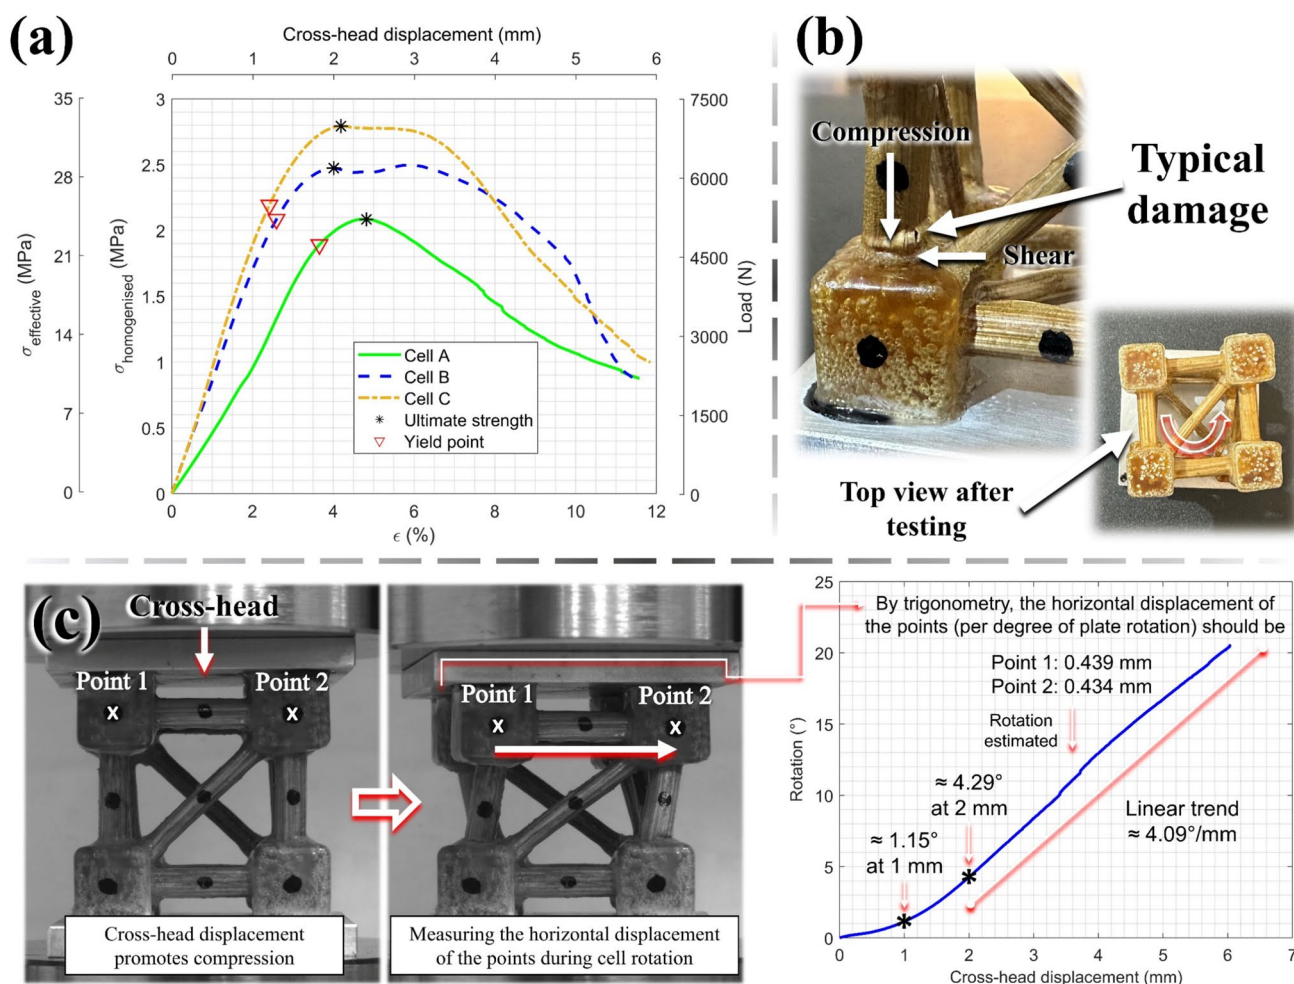 (a)
Cross-head displacement (mm)
0 1 2 3 4 5 6
35
28
21
14
7
0
σeffective (MPa)
3
2.5
2
1.5
1
0.5
0
σhomogenised (MPa)
7500
6000
4500
3000
1500
0
Load (N)
Cell A
Cell B
Cell C
Ultimate strength
Yield point
0 2 4 6 8 10 12
ϵ (%)
(b)
Compression
Typical
damage
Shear
Top view after
testing
(c)
Cross-head
Point 1 Point 2
x x
Cross-head displacement
promotes compression
Point 1 Point 2
x x
Measuring the horizontal displacement
of the points during cell rotation
25
20
15
10
5
0
Rotation (°)
By trigonometry, the horizontal displacement of
the points (per degree of plate rotation) should be
Point 1: 0.439 mm
Point 2: 0.434 mm
Rotation
estimated
≈ 4.29°
at 2 mm
≈ 1.15°
at 1 mm
Linear trend
≈ 4.09°/mm
0 1 2 3 4 5 6 7
Cross-head displacement (mm)